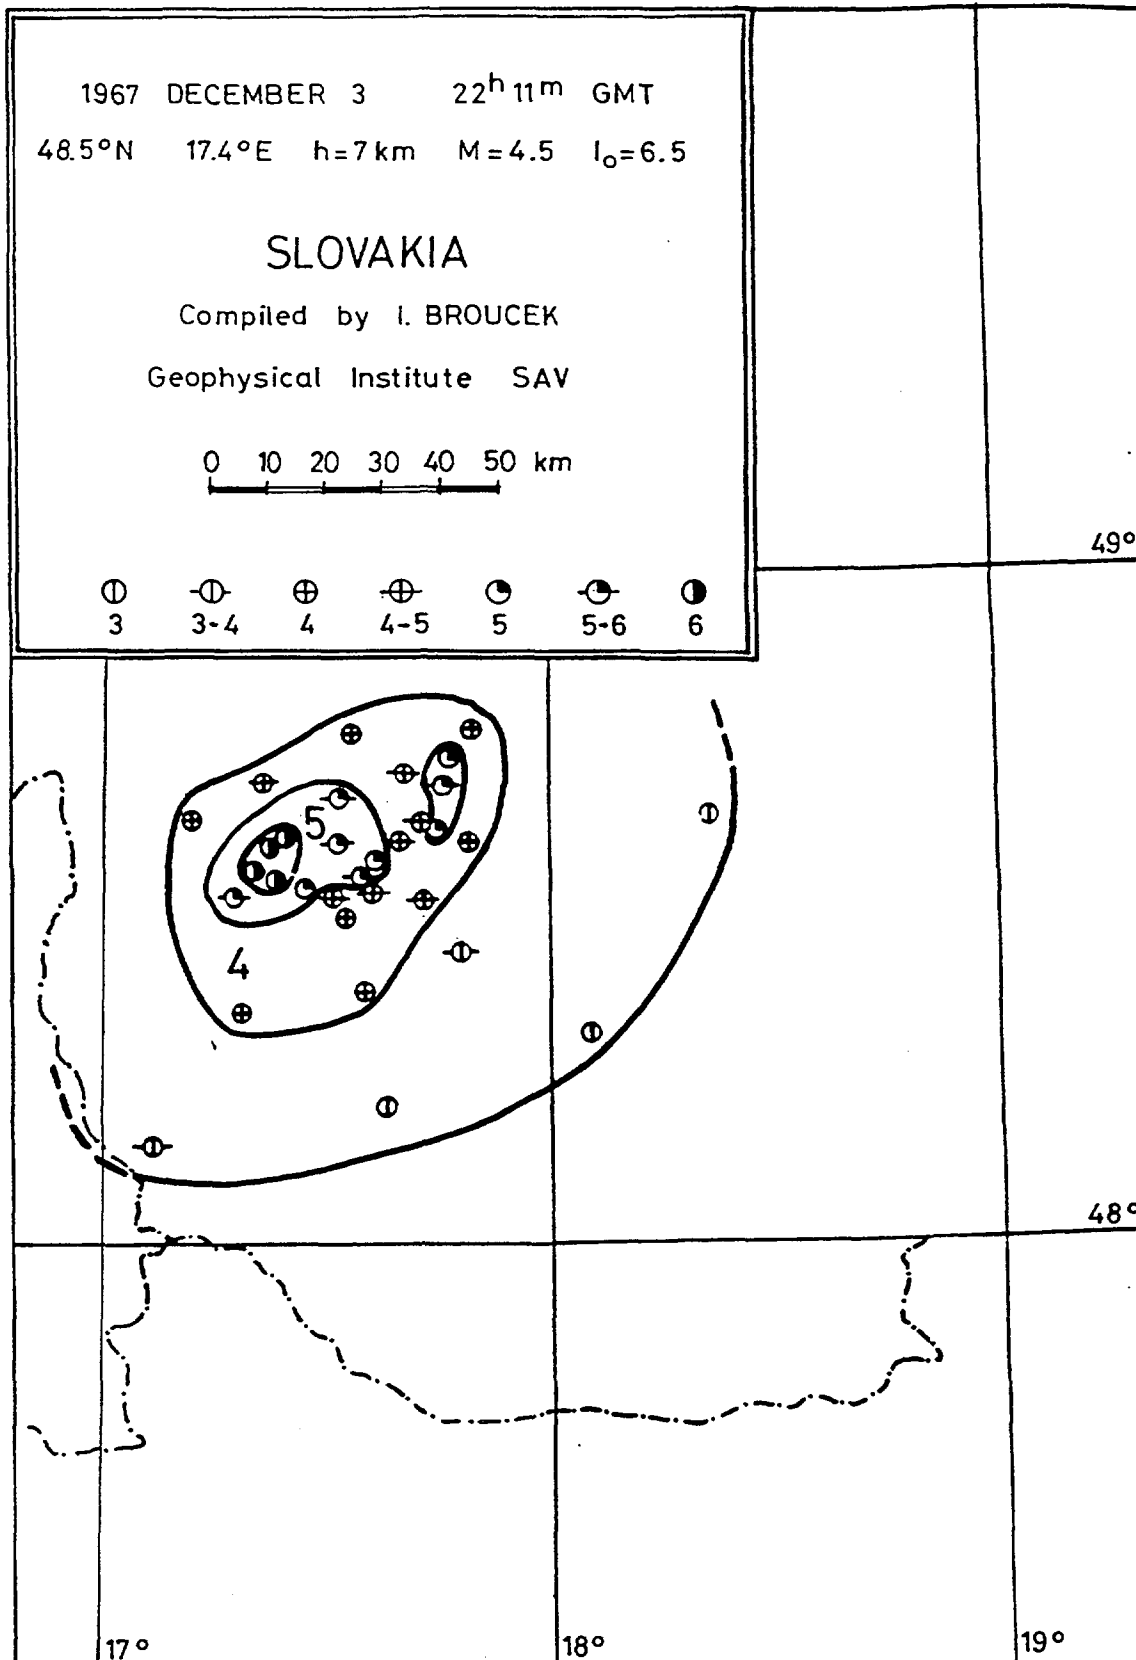 1967 DECEMBER 3 22h 11m GMT
48.5°N 17.4°E h=7 km M=4.5 Io=6.5
SLOVAKIA
Compiled by I. BROUCEK
Geophysical Institute SAV
0 10 20 30 40 50 km
3 3-4 4 4-5 5 5-6 6
49°
5
4
48°
17° 18° 19°